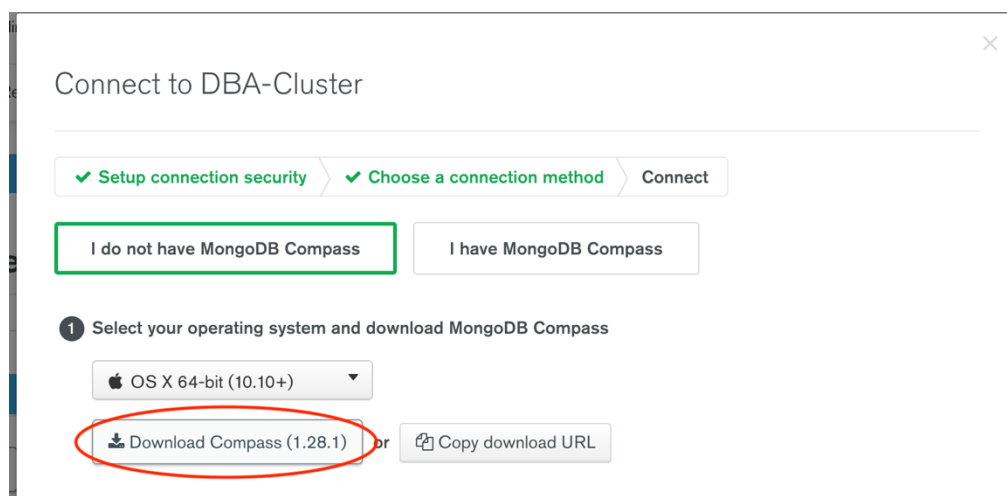 Connect to DBA-Cluster
Setup connection security Choose a connection method Connect
I do not have MongoDB Compass I have MongoDB Compass
1 Select your operating system and download MongoDB Compass
OS X 64-bit (10.10+)
Download Compass (1.28.1) or Copy download URL